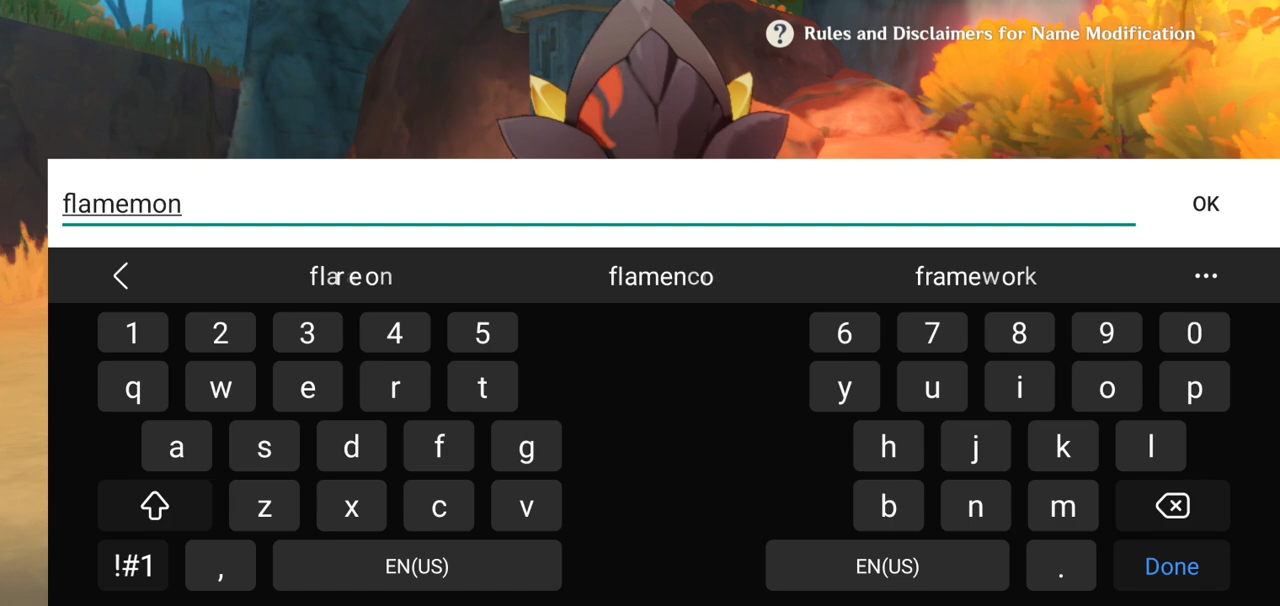 Rules and Disclaimers for Name Modification
flamemon OK
flareon flamenco framework
1 2 3 4 5 6 7 8 9 0
q w e r t y u i o p
a s d f g h j k l
z x c v b n m
!#1 , EN(US) EN(US) . Done